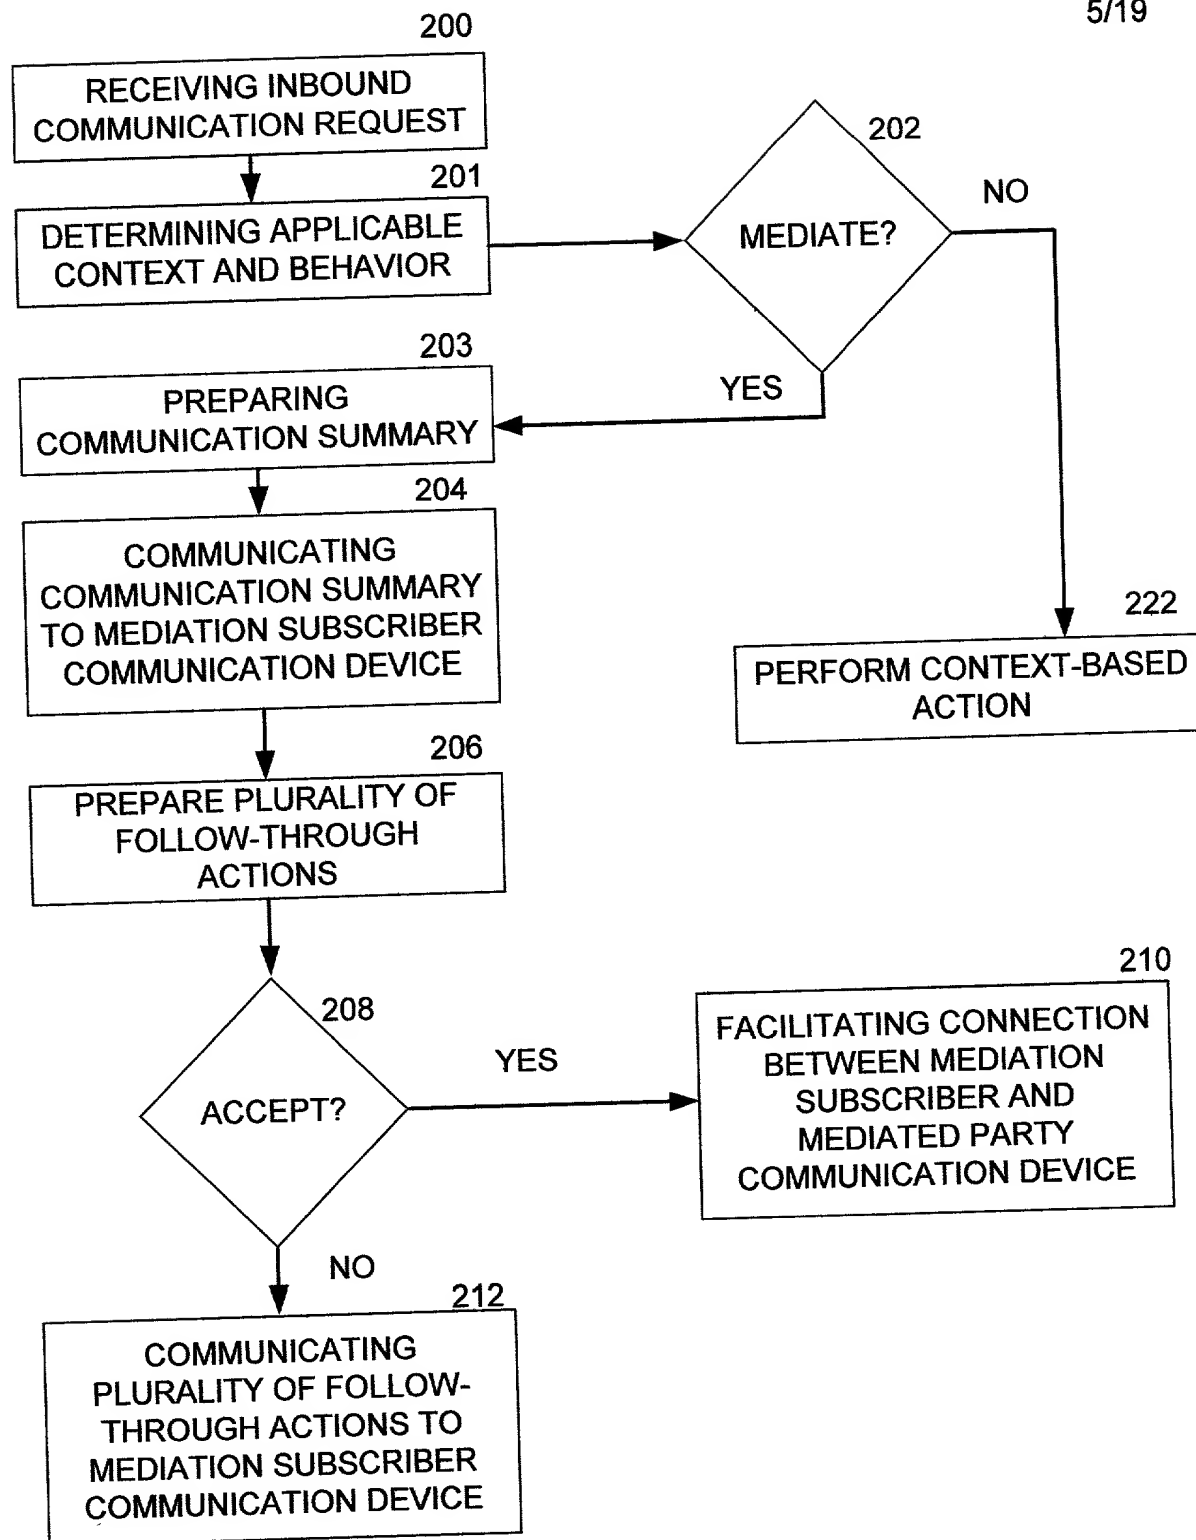 5/19
200
RECEIVING INBOUND
COMMUNICATION REQUEST
201
DETERMINING APPLICABLE
CONTEXT AND BEHAVIOR
202
MEDIATE?
NO
YES
203
PREPARING
COMMUNICATION SUMMARY
204
COMMUNICATING
COMMUNICATION SUMMARY
TO MEDIATION SUBSCRIBER
COMMUNICATION DEVICE
222
PERFORM CONTEXT-BASED
ACTION
206
PREPARE PLURALITY OF
FOLLOW-THROUGH
ACTIONS
208
ACCEPT?
YES
210
FACILITATING CONNECTION
BETWEEN MEDIATION
SUBSCRIBER AND
MEDIATED PARTY
COMMUNICATION DEVICE
NO
212
COMMUNICATING
PLURALITY OF FOLLOW-
THROUGH ACTIONS TO
MEDIATION SUBSCRIBER
COMMUNICATION DEVICE